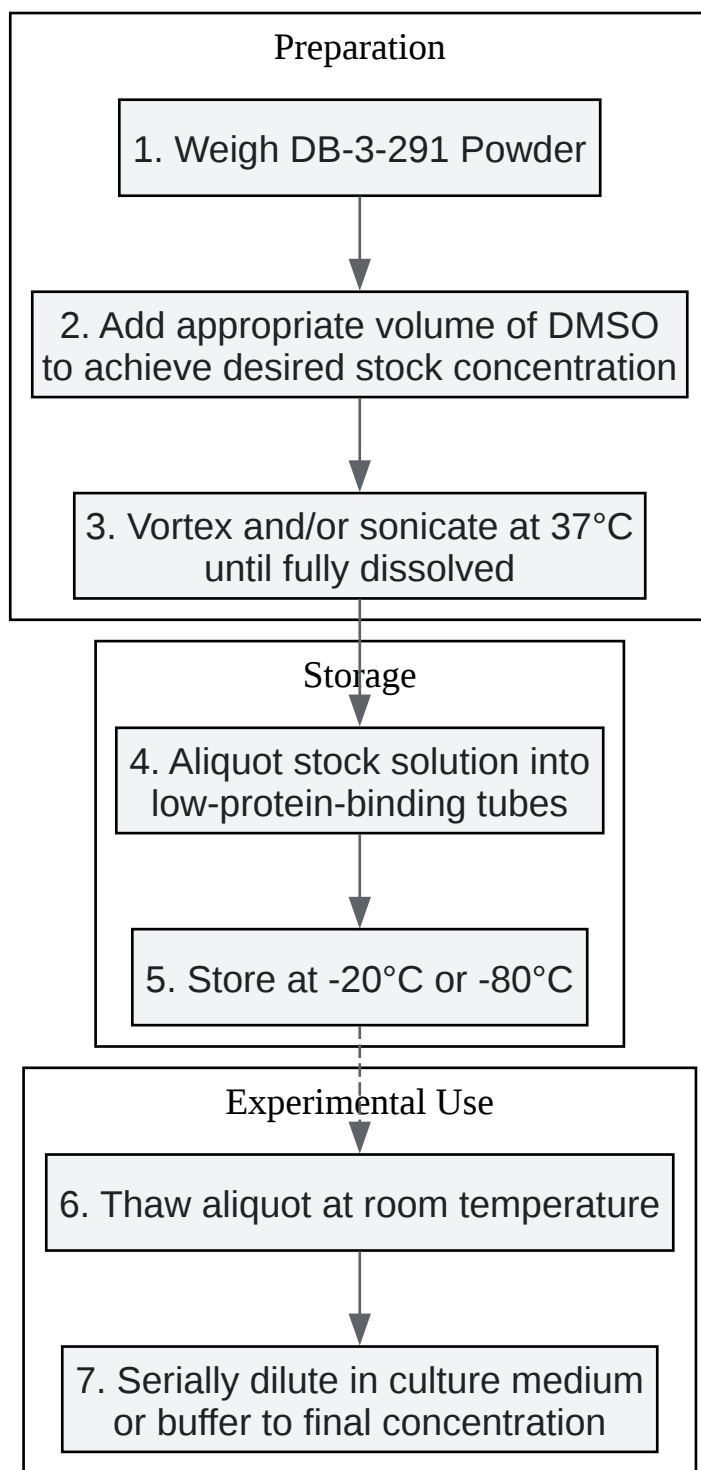 Preparation
1. Weigh DB-3-291 Powder
2. Add appropriate volume of DMSO
to achieve desired stock concentration
3. Vortex and/or sonicate at 37°C
until fully dissolved
Storage
4. Aliquot stock solution into
low-protein-binding tubes
5. Store at -20°C or -80°C
Experimental Use
6. Thaw aliquot at room temperature
7. Serially dilute in culture medium
or buffer to final concentration